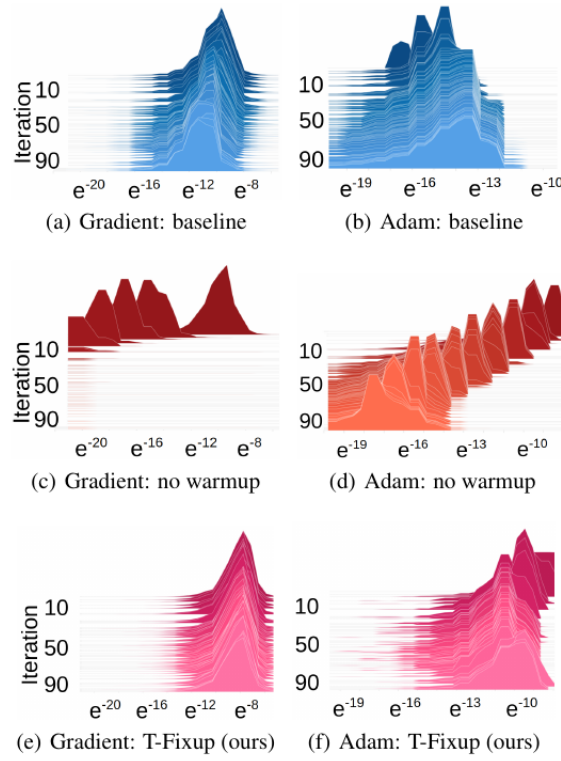 Iteration
10
50
90
e-20 e-16 e-12 e-8
(a) Gradient: baseline
10
50
90
e-19 e-16 e-13 e-10
(b) Adam: baseline
Iteration
10
50
90
e-20 e-16 e-12 e-8
(c) Gradient: no warmup
10
50
90
e-19 e-16 e-13 e-10
(d) Adam: no warmup
Iteration
10
50
90
e-20 e-16 e-12 e-8
(e) Gradient: T-Fixup (ours)
10
50
90
e-19 e-16 e-13 e-10
(f) Adam: T-Fixup (ours)